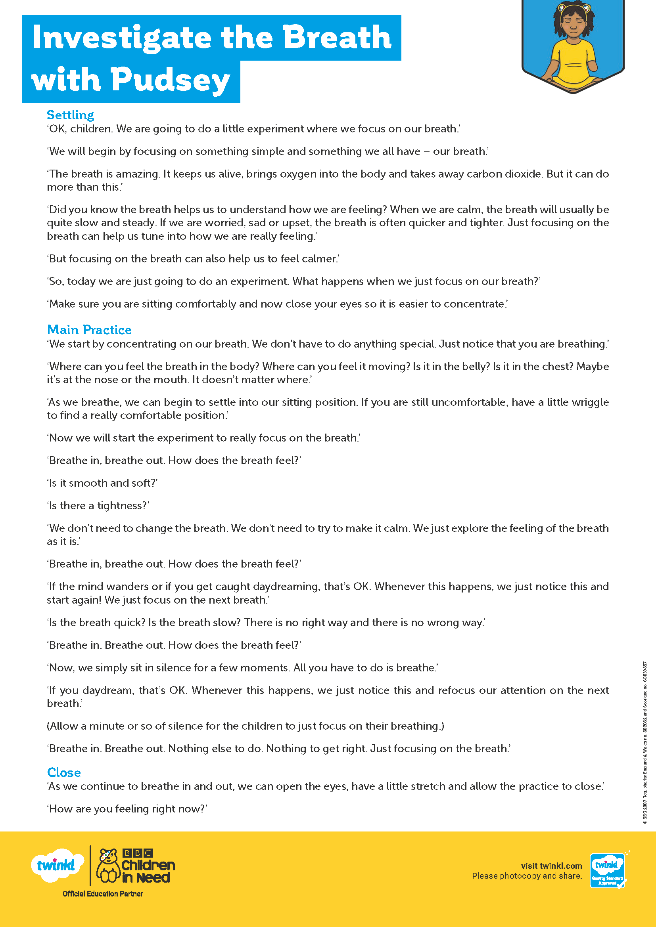 Investigate the Breath
with Pudsey
Settling
‘OK, children. We are going to do a little experiment where we focus on our breath.’
‘We will begin by focusing on something simple and something we all have – our breath.’
‘The breath is amazing. It keeps us alive, brings oxygen into the body and takes away carbon dioxide. But it can do
more than this.’
‘Did you know the breath helps us to understand how we are feeling? When we are calm, the breath will usually be
quite slow and steady. If we are worried, sad or upset, the breath is often quicker and tighter. Just focusing on the
breath can help us tune into how we are really feeling.’
‘But focusing on the breath can also help us to feel calmer.’
‘So, today we are just going to do an experiment. What happens when we just focus on our breath?’
‘Make sure you are sitting comfortably and now close your eyes so it is easier to concentrate.’
Main Practice
‘We start by concentrating on our breath. We don’t have to do anything special. Just notice that you are breathing.’
‘Where can you feel the breath in the body? Where can you feel it moving? Is it in the belly? Is it in the chest? Maybe
it’s at the nose or the mouth. It doesn’t matter where.’
‘As we breathe, we can begin to settle into our sitting position. If you are still uncomfortable, have a little wriggle
to find a really comfortable position.’
‘Now we will start the experiment to really focus on the breath.’
‘Breathe in, breathe out. How does the breath feel?’
‘Is it smooth and soft?’
‘Is there a tightness?’
‘We don’t need to change the breath. We don’t need to try to make it calm. We just explore the feeling of the breath
as it is.’
‘Breathe in, breathe out. How does the breath feel?’
‘If the mind wanders or if you get caught daydreaming, that’s OK. Whenever this happens, we just notice this and
start again! We just focus on the next breath.’
‘Is the breath quick? Is the breath slow? There is no right way and there is no wrong way.’
‘Breathe in. Breathe out. How does the breath feel?’
‘Now, we simply sit in silence for a few moments. All you have to do is breathe.’
‘If you daydream, that’s OK. Whenever this happens, we just notice this and refocus our attention on the next
breath.’
(Allow a minute or so of silence for the children to just focus on their breathing.)
‘Breathe in. Breathe out. Nothing else to do. Nothing to get right. Just focusing on the breath.’
Close
‘As we continue to breathe in and out, we can open the eyes, have a little stretch and allow the practice to close.’
‘How are you feeling right now?’
twinkl
BBC
Children
in Need
Official Education Partner
visit twinkl.com
Please photocopy and share.
twinkl